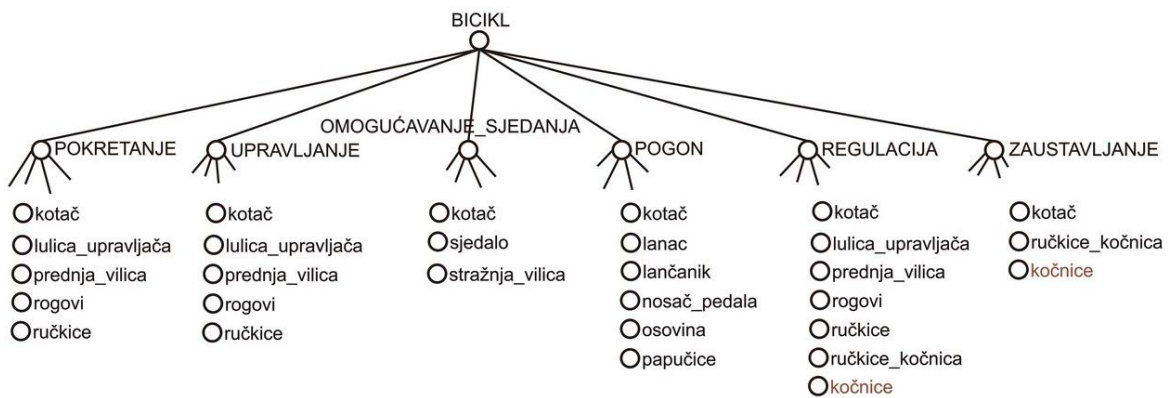 BICIKL
OMOGUĆAVANJE_SJEDANJA
POKRETANJE
UPRAVLJANJE
POGON
REGULACIJA
ZAUSTAVLJANJE
kotač
lulica_upravljača
prednja_vilica
rogovi
ručkice
kotač
lulica_upravljača
prednja_vilica
rogovi
ručkice
kotač
sjedalo
stražnja_vilica
kotač
lanac
lančanik
nosač_pedala
osovina
papučice
kotač
lulica_upravljača
prednja_vilica
rogovi
ručkice
ručkice_kočnica
kočnice
kotač
ručkice_kočnica
kočnice